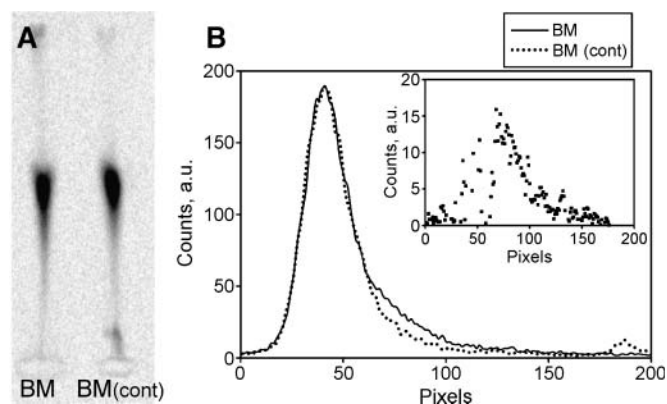 A
BM BM(cont)
B
BM
BM (cont)
200
150
100
50
0
Counts, a.u.
0 50 100 150 200
Pixels
20
15
10
5
0
Counts, a.u.
0 50 100 150 200
Pixels